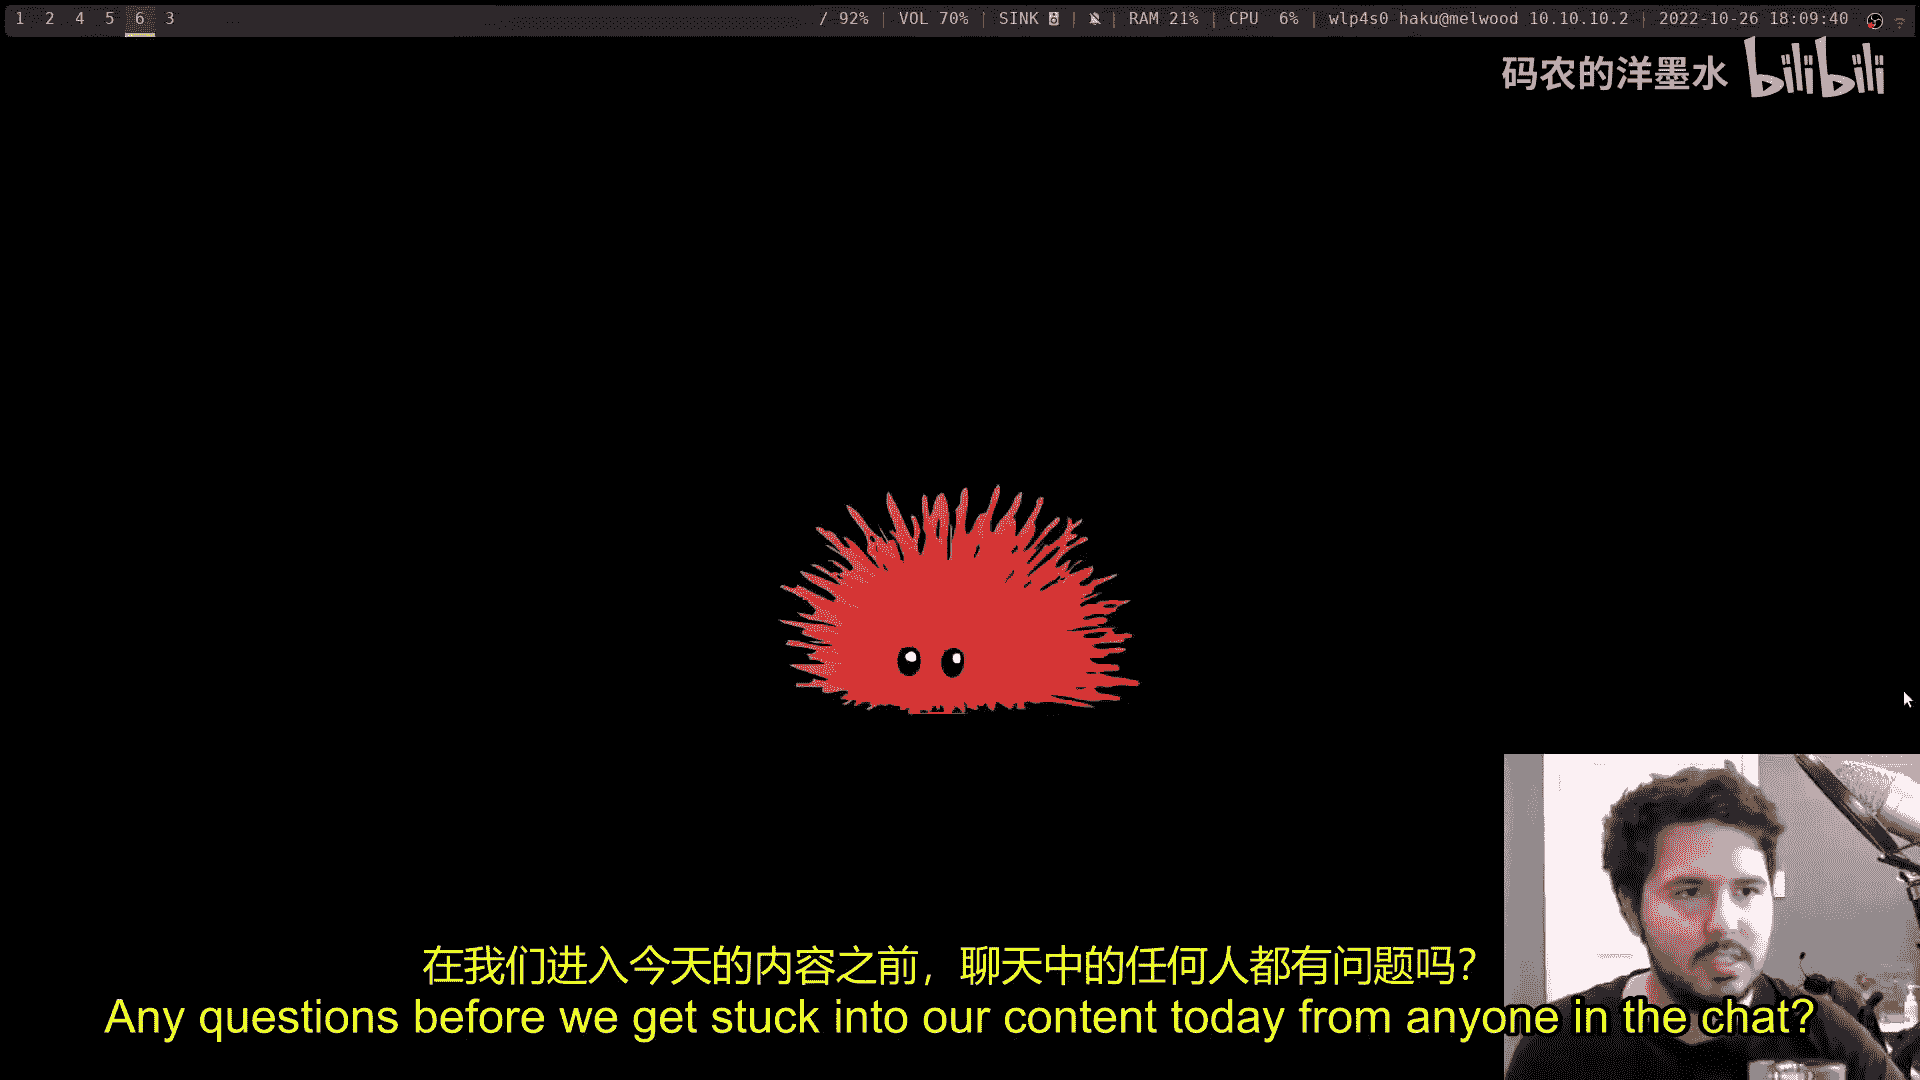 1 2 4 5 6 3
/ 92% | VOL 70% | SINK | | RAM 21% | CPU 6% | wlp4s0 haku@melwood 10.10.10.2 | 2022-10-26 18:09:40
码农的洋墨水 bilibili
在我们进入今天的内容之前，聊天中的任何人都有问题吗？
Any questions before we get stuck into our content today from anyone in the chat?